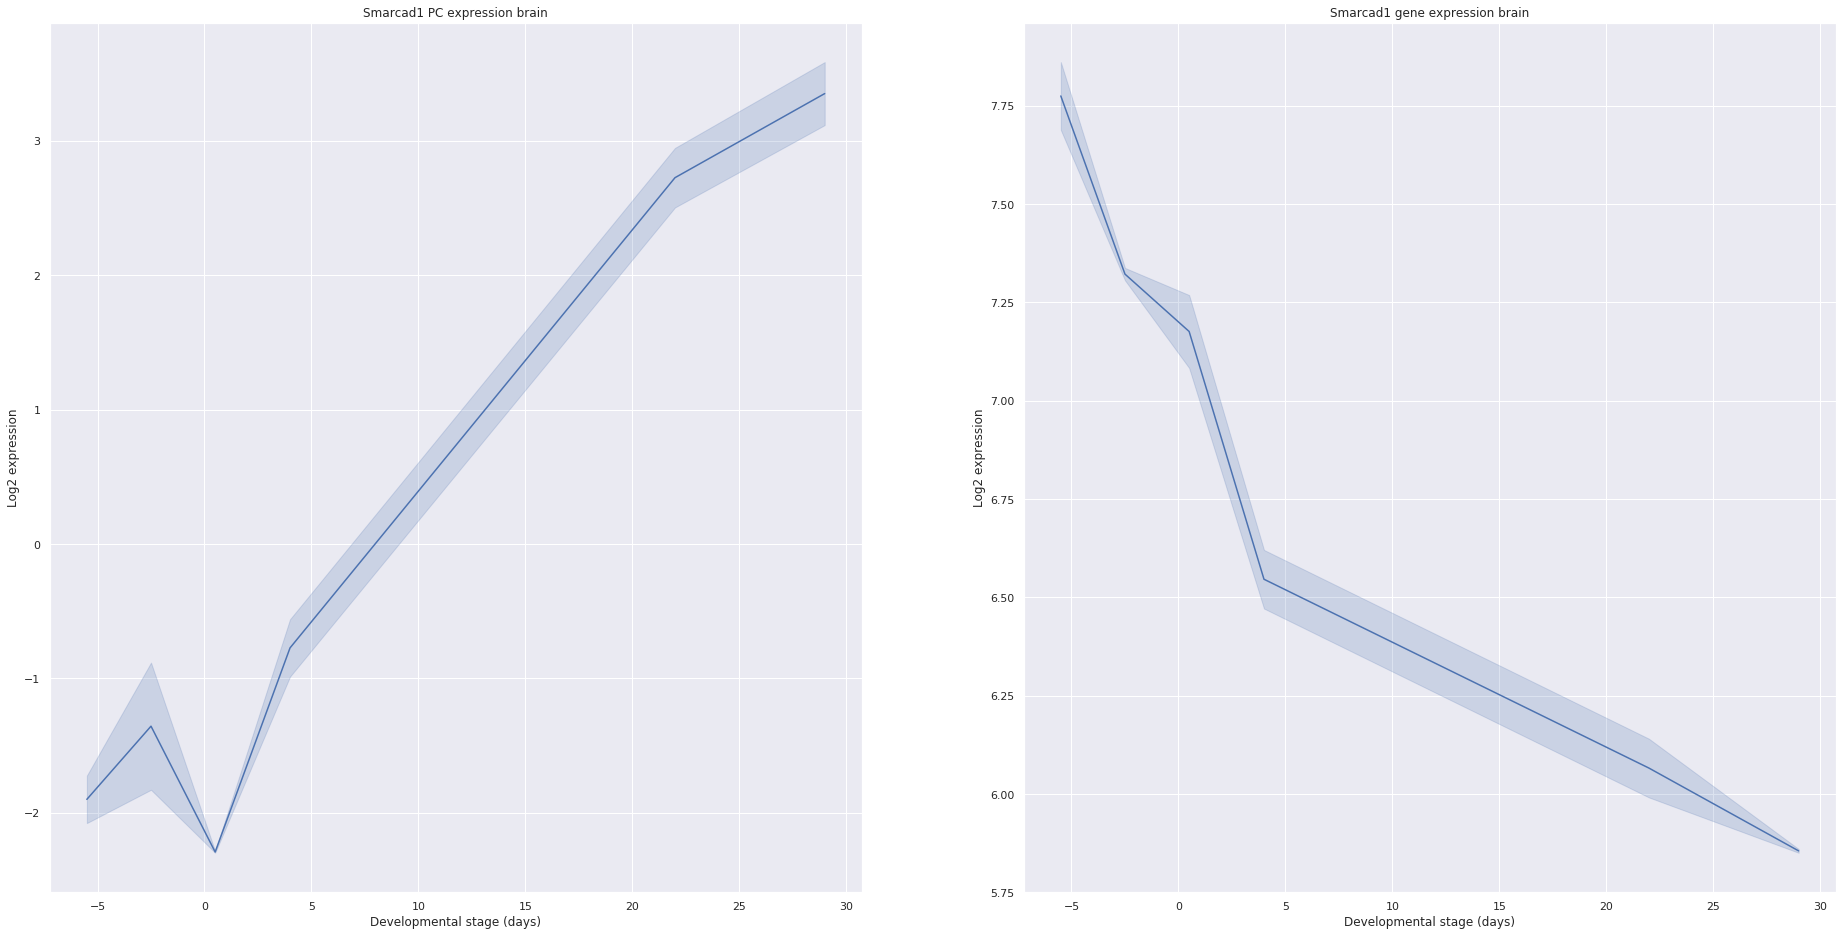 Smarcad1 PC expression brain
Log2 expression
3
2
1
0
−1
−2
−5 0 5 10 15 20 25 30
Developmental stage (days)
Smarcad1 gene expression brain
Log2 expression
7.75
7.50
7.25
7.00
6.75
6.50
6.25
6.00
5.75
−5 0 5 10 15 20 25 30
Developmental stage (days)